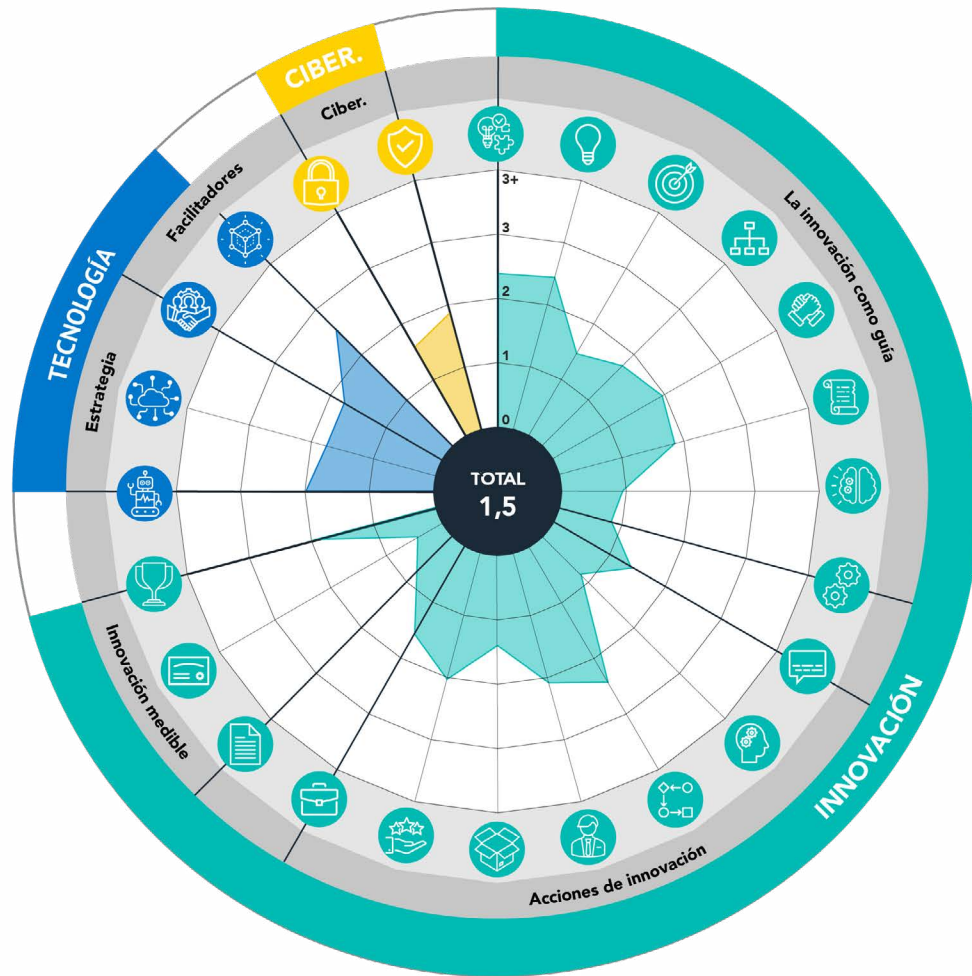 CIBER.
Ciber.
TECNOLOGÍA
Facilitadores
Estrategia
La innovación como guía
3+
3
2
1
0
TOTAL
1,5
INNOVACIÓN
Innovación medible
Acciones de innovación